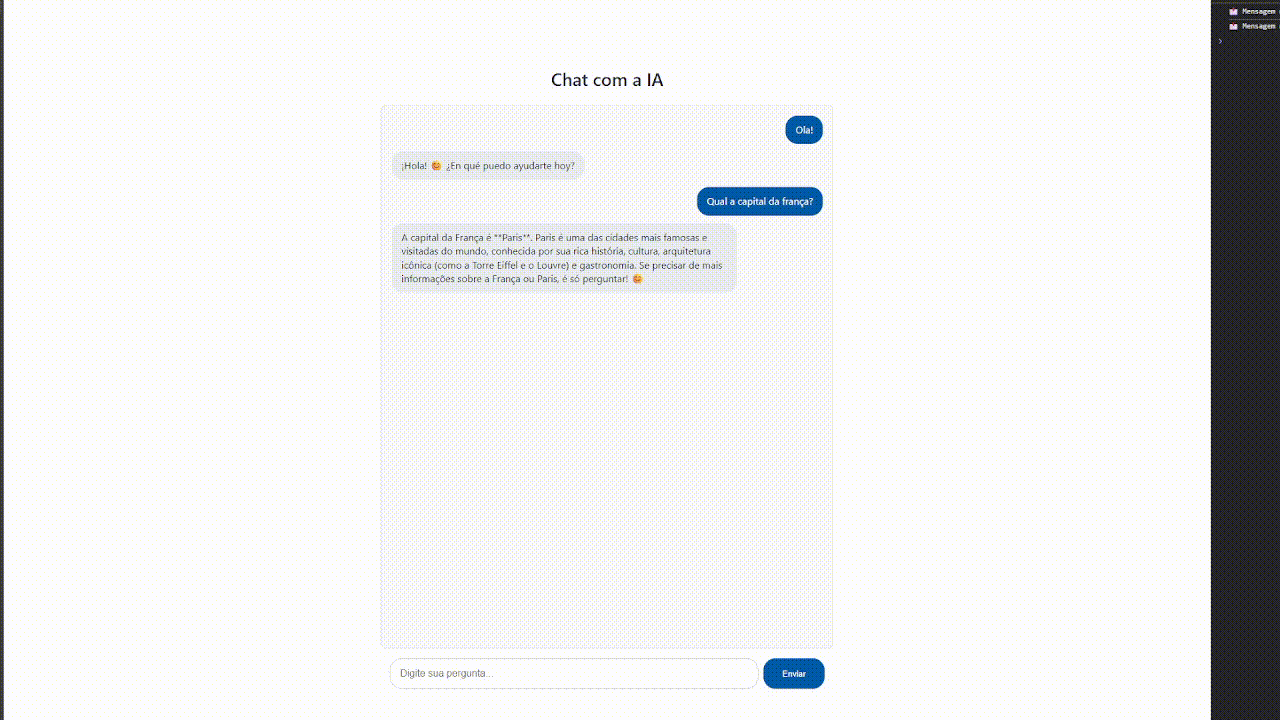 Mensagem
Mensagem
Chat com a IA
Ola!
¡Hola! 😊 ¿En qué puedo ayudarte hoy?
Qual a capital da frança?
A capital da França é **Paris**. Paris é uma das cidades mais famosas e
visitadas do mundo, conhecida por sua rica história, cultura, arquitetura
icônica (como a Torre Eiffel e o Louvre) e gastronomia. Se precisar de mais
informações sobre a França ou Paris, é só perguntar! 😊
Digite sua pergunta...
Enviar